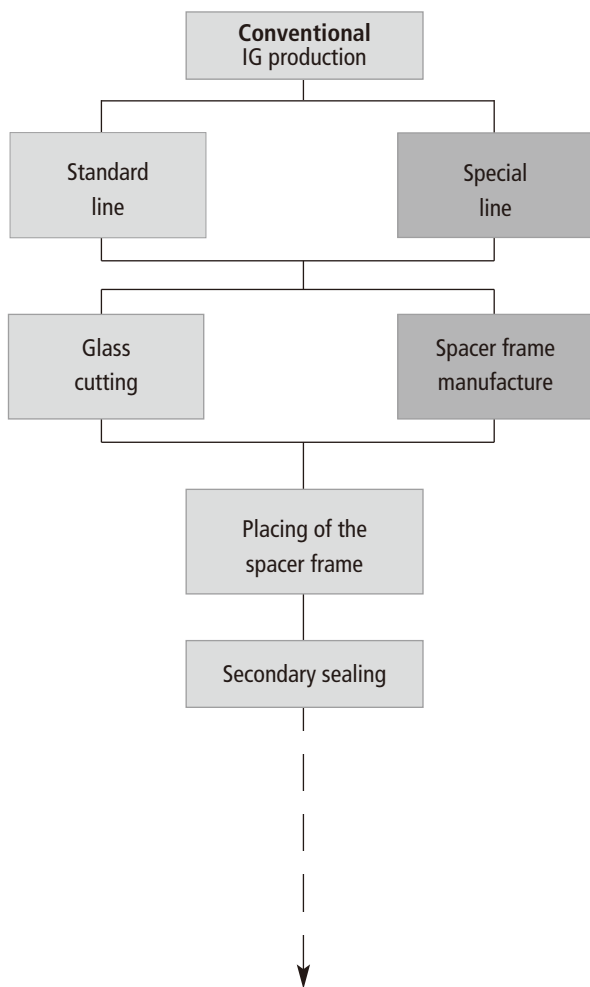 Conventional
IG production
Standard
line
Special
line
Glass
cutting
Spacer frame
manufacture
Placing of the
spacer frame
Secondary sealing